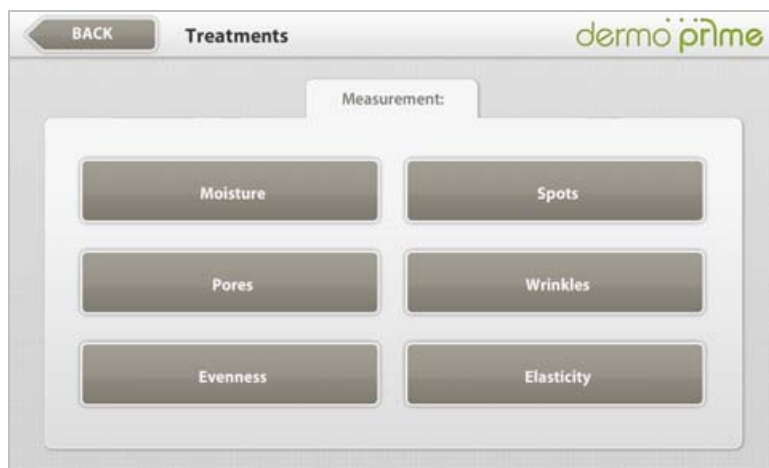 BACK Treatments dermo prime
Measurement:
Moisture Spots
Pores Wrinkles
Evenness Elasticity